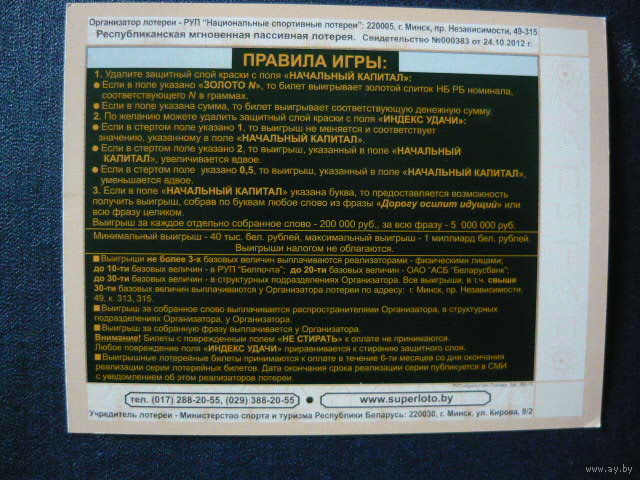 Организатор лотереи - РУП "Национальные спортивные лотереи": 220005, г. Минск, пр. Независимости, 49-315
Республиканская мгновенная пассивная лотерея. Свидетельство №000383 от 24.10.2012 г.
ПРАВИЛА ИГРЫ:
1. Удалите защитный слой краски с поля «НАЧАЛЬНЫЙ КАПИТАЛ»:
● Если в поле указано «ЗОЛОТО N», то билет выигрывает золотой слиток НБ РБ номинала,
соответствующего N в граммах.
● Если в поле указана сумма, то билет выигрывает соответствующую денежную сумму.
2. По желанию можете удалить защитный слой краски с поля «ИНДЕКС УДАЧИ»:
● Если в стертом поле указано 1, то выигрыш не меняется и соответствует
значению, указанному в поле «НАЧАЛЬНЫЙ КАПИТАЛ».
● Если в стертом поле указано 2, то выигрыш, указанный в поле «НАЧАЛЬНЫЙ
КАПИТАЛ», увеличивается вдвое.
● Если в стертом поле указано 0,5, то выигрыш, указанный в поле «НАЧАЛЬНЫЙ КАПИТАЛ»,
уменьшается вдвое.
3. Если в поле «НАЧАЛЬНЫЙ КАПИТАЛ» указана буква, то предоставляется возможность
получить выигрыш, собрав по буквам любое слово из фразы «Дорогу осилит идущий» или
всю фразу целиком.
Выигрыш за каждое отдельно собранное слово - 200 000 руб., за всю фразу - 5 000 000 руб.
Минимальный выигрыш - 40 тыс. бел. рублей, максимальный выигрыш - 1 миллиард бел. рублей.
Выигрыши налогом не облагаются.
■ Выигрыши не более 3-х базовых величин выплачиваются реализаторами - физическими лицами;
до 10-ти базовых величин - в РУП "Белпочта"; до 20-ти базовых величин - ОАО "АСБ "Беларусбанк";
до 30-ти базовых величин - в структурных подразделениях Организатора. Все выигрыши, в т.ч. свыше
30-ти базовых величин выплачиваются у Организатора лотереи по адресу: г. Минск, пр. Независимости,
49, к. 313, 315.
■ Выигрыш за собранное слово выплачивается распространителями Организатора, в структурных
подразделениях Организатора, у Организатора.
■ Выигрыш за собранную фразу выплачивается у Организатора.
Внимание! Билеты с поврежденным полем «НЕ СТИРАТЬ» к оплате не принимаются.
Любое повреждение поля «ИНДЕКС УДАЧИ» приравнивается к стиранию защитного слоя.
■ Выигрышные лотерейные билеты принимаются к оплате в течение 6-ти месяцев со дня окончания
реализации серии лотерейных билетов. Дата окончания срока реализации серии публикуется в СМИ
с уведомлением об этом реализаторов лотереи.
тел. (017) 288-20-55, (029) 388-20-55 ● www.superloto.by
Учредитель лотереи - Министерство спорта и туризма Республики Беларусь: 220030, г. Минск, ул. Кирова, 8/2
www.ay.by